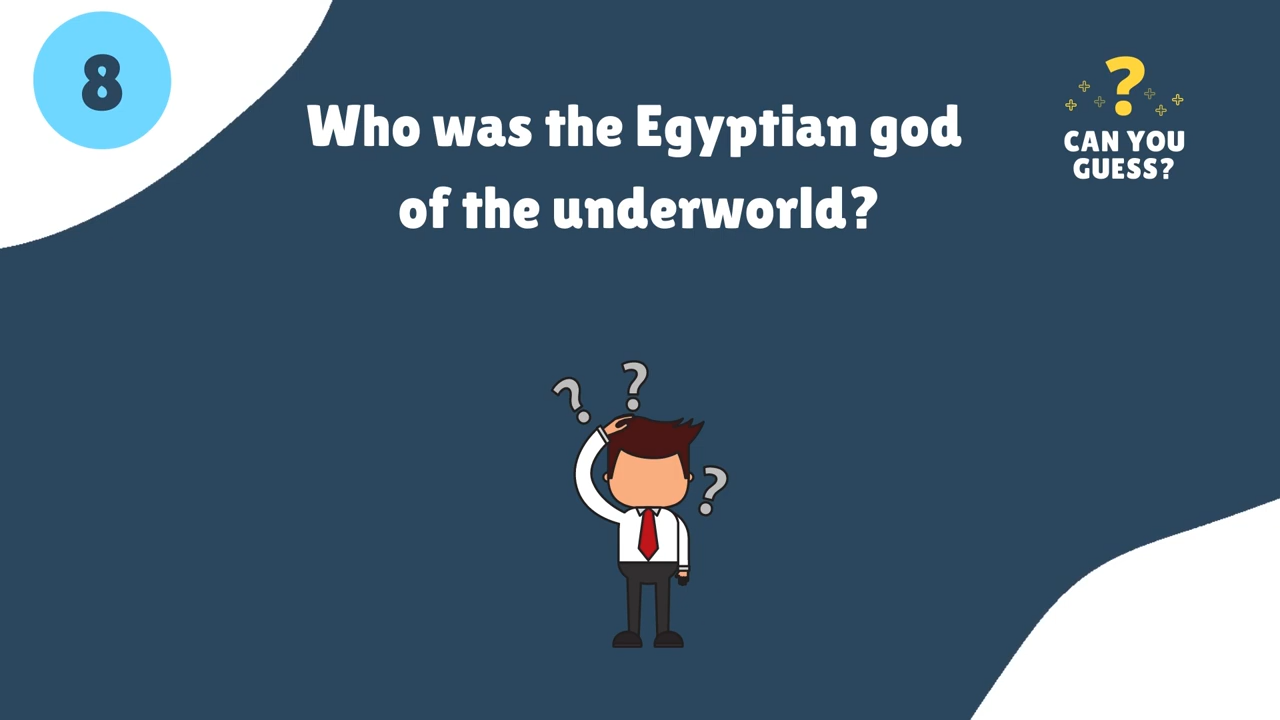 8
Who was the Egyptian god
of the underworld?
?
CAN YOU
GUESS?
? ? ?